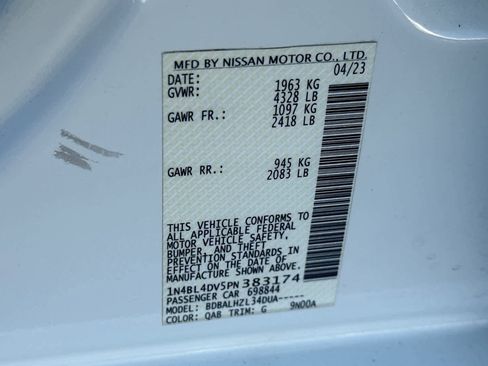 MFD BY NISSAN MOTOR CO., LTD.
DATE: 04/23
GVWR: 1963 KG
4328 LB
GAWR FR.: 1097 KG
2418 LB
GAWR RR.: 945 KG
2083 LB
THIS VEHICLE CONFORMS TO
ALL APPLICABLE FEDERAL
MOTOR VEHICLE SAFETY,
BUMPER, AND THEFT
PREVENTION STANDARDS IN
EFFECT ON THE DATE OF
MANUFACTURE SHOWN ABOVE.
1N4BL4DV5PN383174
PASSENGER CAR 698844
MODEL: BDBALHZL34DUA-----
COLOR: QAB TRIM: G 9N00A